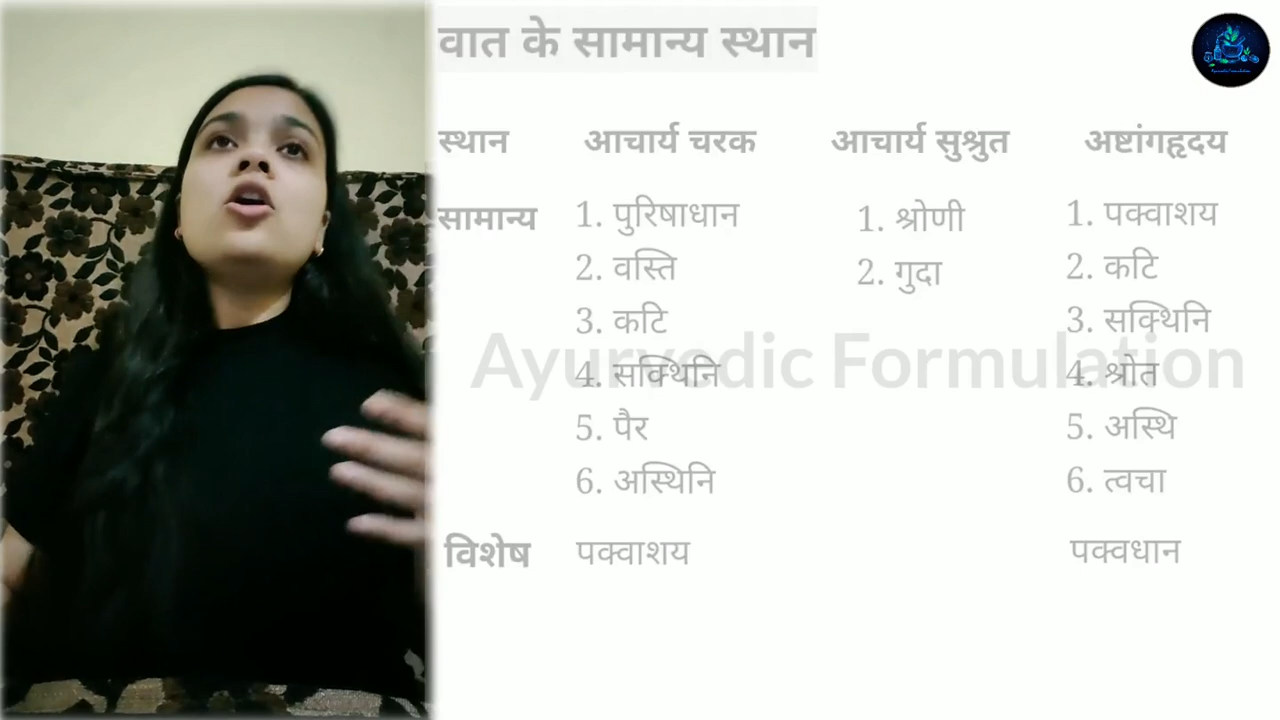 वात के सामान्य स्थान
स्थान आचार्य चरक आचार्य सुश्रुत अष्टांगहृदय
सामान्य 1. पुरिषाधान 1. श्रोणी 1. पक्वाशय
2. वस्ति 2. गुदा 2. कटि
3. कटि 3. सक्थिनि
Ayurvedic Formulation
4. सक्थिनि 4. श्रोत
5. पैर 5. अस्थि
6. अस्थिनि 6. त्वचा
विशेष पक्वाशय पक्वधान